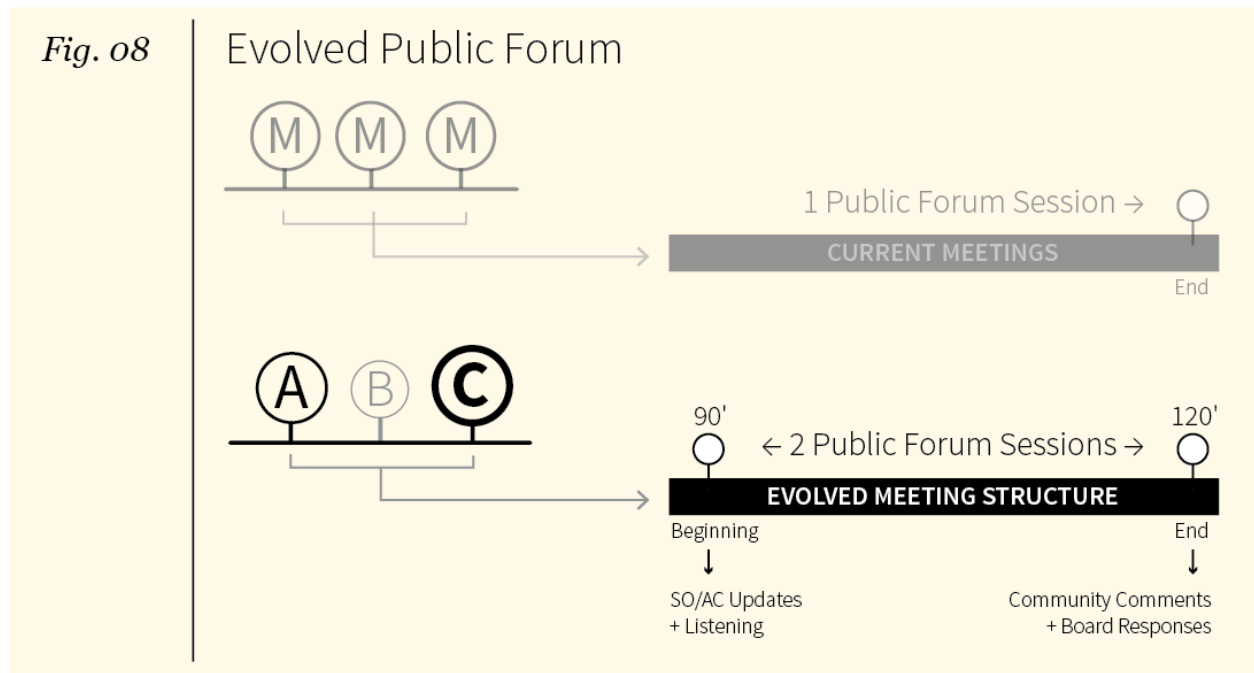 Fig. 08
Evolved Public Forum
M M M
1 Public Forum Session →
CURRENT MEETINGS
End
A B C
90' 120'
← 2 Public Forum Sessions →
EVOLVED MEETING STRUCTURE
Beginning End
SO/AC Updates Community Comments
+ Listening + Board Responses